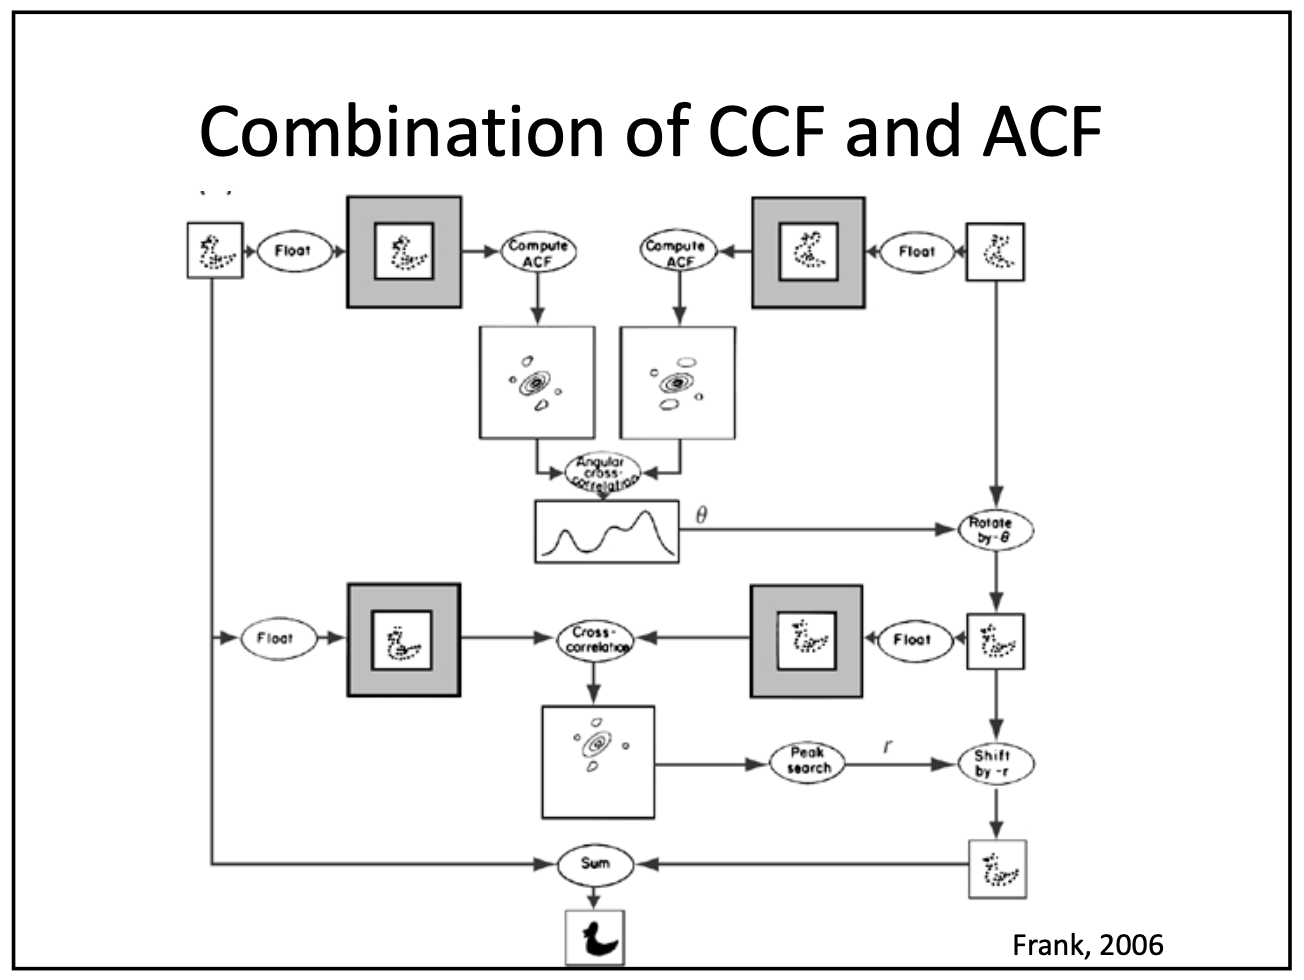 Combination of CCF and ACF
Float
Compute
ACF
Compute
ACF
Float
Angular
cross-
correlation
θ
Rotate
by-θ
Float
Cross-
correlation
Float
Peak
search
r
Shift
by -r
Sum
Frank, 2006